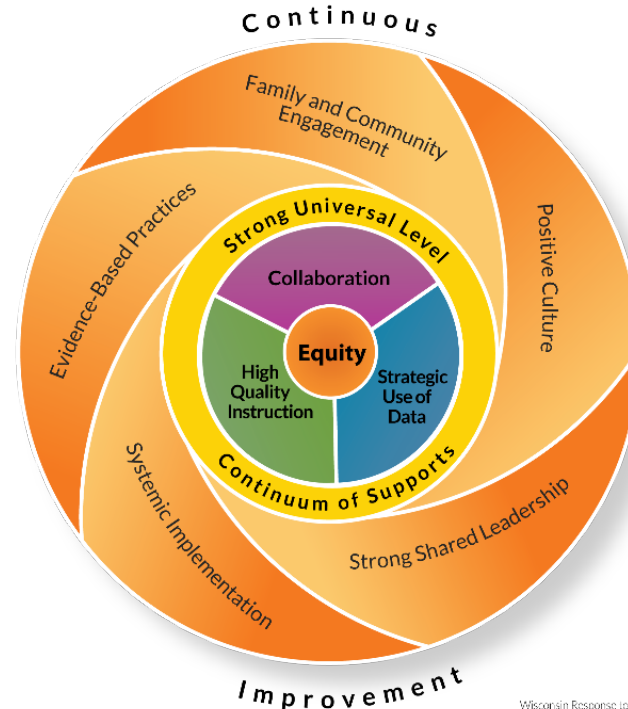 Continuous
Family and Community
Engagement
Positive Culture
Evidence-Based Practices
Strong Universal Level
Collaboration
Equity
High
Quality
Instruction
Strategic
Use of
Data
Continuum of Supports
Systemic Implementation
Strong Shared Leadership
Improvement
Wisconsin Response to